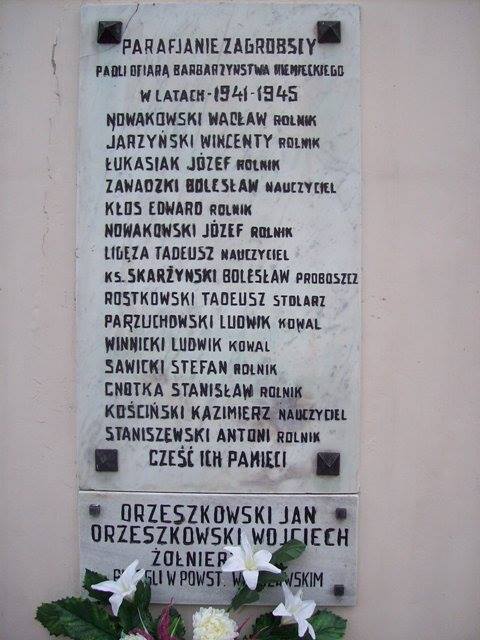 PARAFJANIE ZAGROBSCY
PADLI OFIARĄ BARBARZYŃSTWA NIEMIECKIEGO
W LATACH-1941-1945
NOWAKOWSKI WACŁAW ROLNIK
JARZYŃSKI WINCENTY ROLNIK
ŁUKASIAK JÓZEF ROLNIK
ZAWADZKI BOLESŁAW NAUCZYCIEL
KŁOS EDWARD ROLNIK
NOWAKOWSKI JÓZEF ROLNIK
LIGĘZA TADEUSZ NAUCZYCIEL
KS. SKARŻYŃSKI BOLESŁAW PROBOSZCZ
ROSTKOWSKI TADEUSZ STOLARZ
PARZUCHOWSKI LUDWIK KOWAL
WINNICKI LUDWIK KOWAL
SAWICKI STEFAN ROLNIK
CHOTKA STANISŁAW ROLNIK
KOŚCIŃSKI KAZIMIERZ NAUCZYCIEL
STANISZEWSKI ANTONI ROLNIK
CZEŚĆ ICH PAMIĘCI
ORZESZKOWSKI JAN
ORZESZKOWSKI WOJCIECH
W POWST.